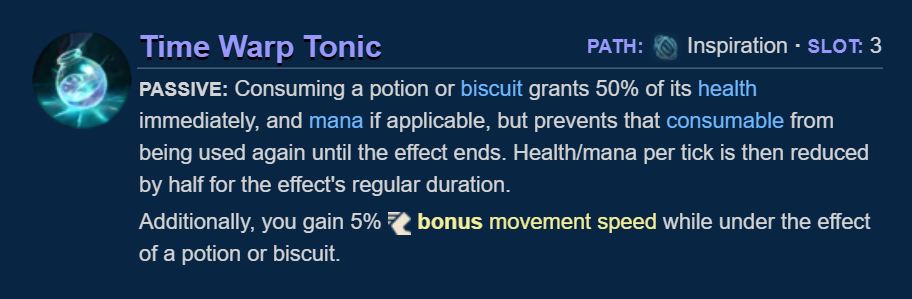 Time Warp Tonic PATH: Inspiration · SLOT: 3
PASSIVE: Consuming a potion or biscuit grants 50% of its health
immediately, and mana if applicable, but prevents that consumable from
being used again until the effect ends. Health/mana per tick is then reduced
by half for the effect's regular duration.
Additionally, you gain 5% bonus movement speed while under the effect
of a potion or biscuit.